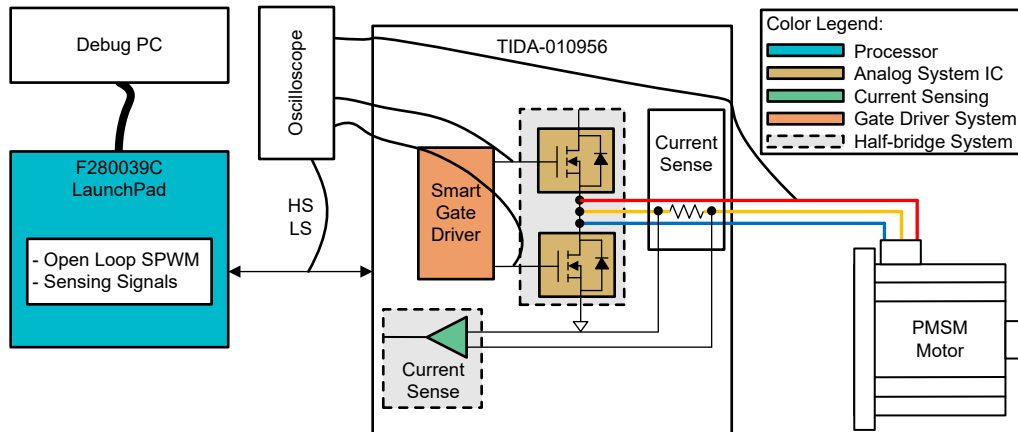 Debug PC
F280039C
LaunchPad
- Open Loop SPWM
- Sensing Signals
Oscilloscope
HS
LS
TIDA-010956
Smart
Gate
Driver
Current
Sense
Current
Sense
Color Legend:
Processor
Analog System IC
Current Sensing
Gate Driver System
Half-bridge System
PMSM
Motor